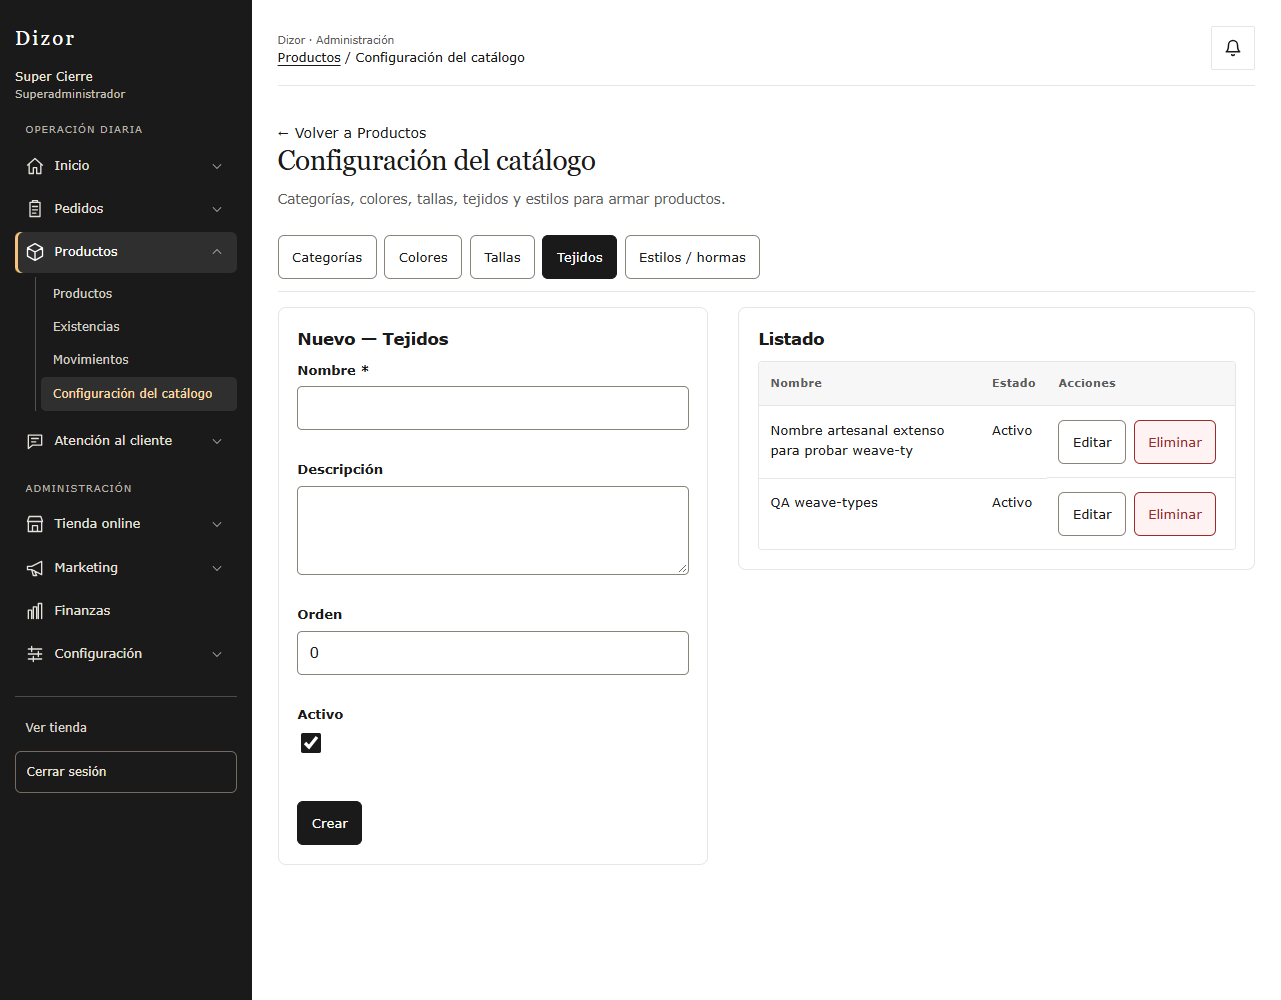 Dizor
Super Cierre
Superadministrador
OPERACIÓN DIARIA
Inicio
Pedidos
Productos
Productos
Existencias
Movimientos
Configuración del catálogo
Atención al cliente
ADMINISTRACIÓN
Tienda online
Marketing
Finanzas
Configuración
Ver tienda
Cerrar sesión
Dizor · Administración
Productos / Configuración del catálogo
← Volver a Productos
Configuración del catálogo
Categorías, colores, tallas, tejidos y estilos para armar productos.
Categorías Colores Tallas Tejidos Estilos / hormas
Nuevo — Tejidos
Nombre *
Descripción
Orden
0
Activo
Crear
Listado
Nombre Estado Acciones
Nombre artesanal extenso
para probar weave-ty
Activo Editar Eliminar
QA weave-types Activo Editar Eliminar